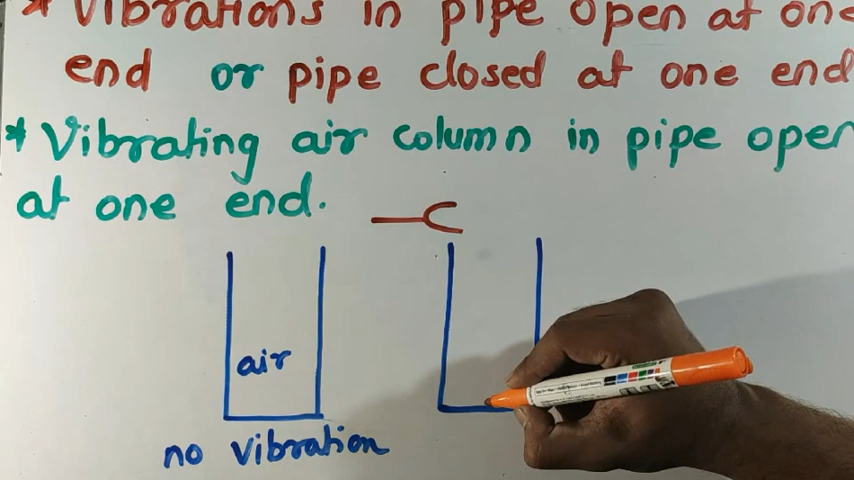 * Vibrations in pipe open at one
end or pipe closed at one end
* Vibrating air column in pipe open
at one end.
air
no vibration